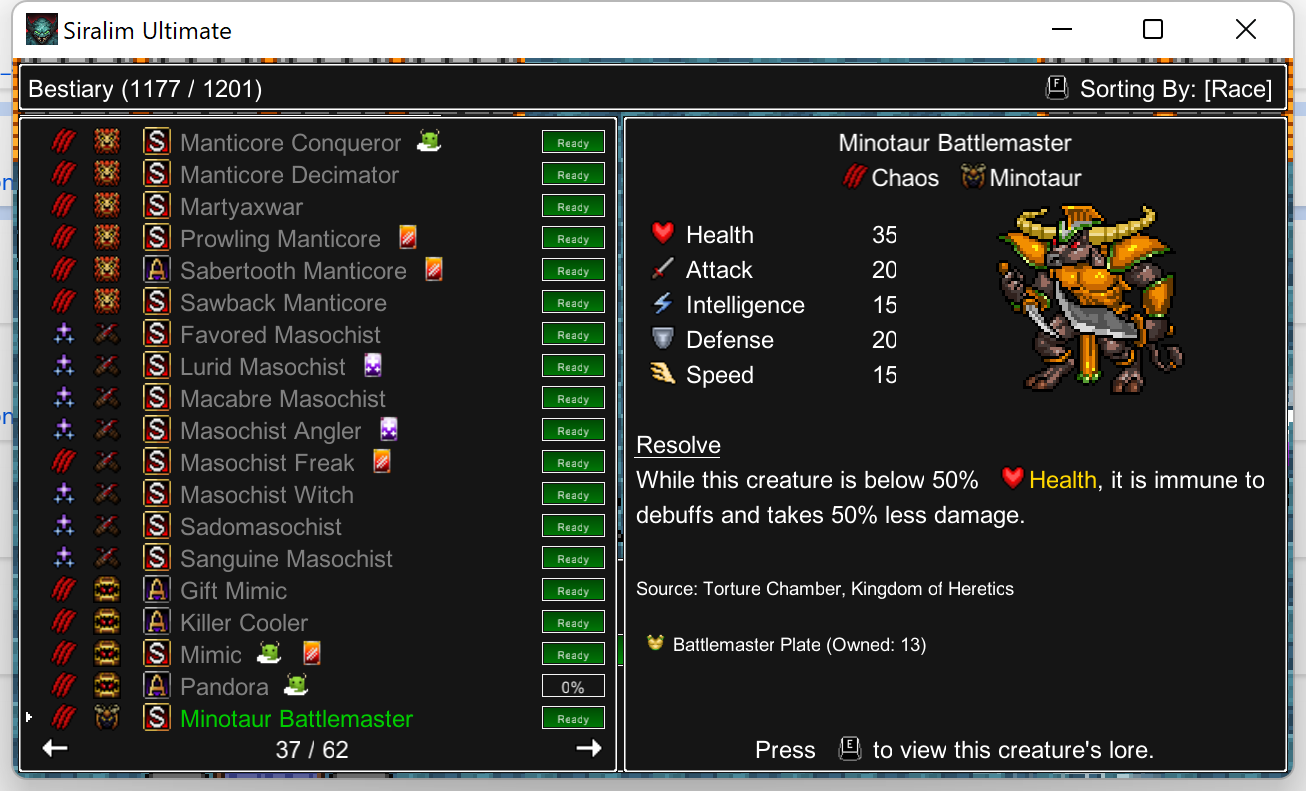 Siralim Ultimate
Bestiary (1177 / 1201)
F
Sorting By: [Race]
S Manticore Conqueror Ready
S Manticore Decimator Ready
S Martyaxwar Ready
S Prowling Manticore Ready
A Sabertooth Manticore Ready
S Sawback Manticore Ready
S Favored Masochist Ready
S Lurid Masochist Ready
S Macabre Masochist Ready
S Masochist Angler Ready
S Masochist Freak Ready
S Masochist Witch Ready
S Sadomasochist Ready
S Sanguine Masochist Ready
A Gift Mimic Ready
A Killer Cooler Ready
S Mimic Ready
A Pandora 0%
S Minotaur Battlemaster Ready
37 / 62
Minotaur Battlemaster
Chaos Minotaur
Health 35
Attack 20
Intelligence 15
Defense 20
Speed 15
Resolve
While this creature is below 50% Health, it is immune to
debuffs and takes 50% less damage.
Source: Torture Chamber, Kingdom of Heretics
Battlemaster Plate (Owned: 13)
Press E to view this creature's lore.